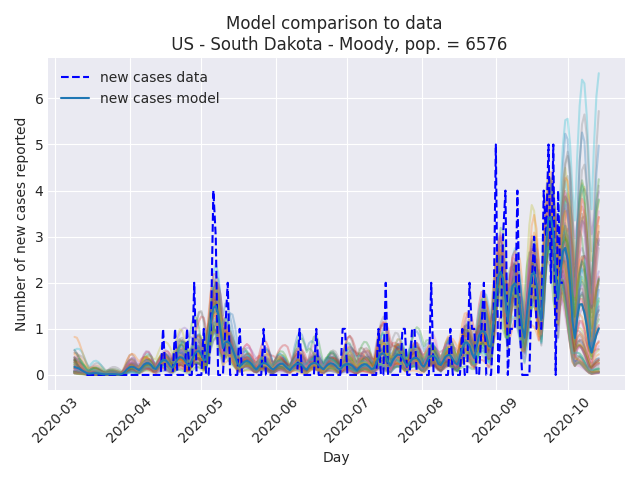 Model comparison to data
US - South Dakota - Moody, pop. = 6576
new cases data
new cases model
Number of new cases reported
6
5
4
3
2
1
0
2020-03
2020-04
2020-05
2020-06
2020-07
2020-08
2020-09
2020-10
Day